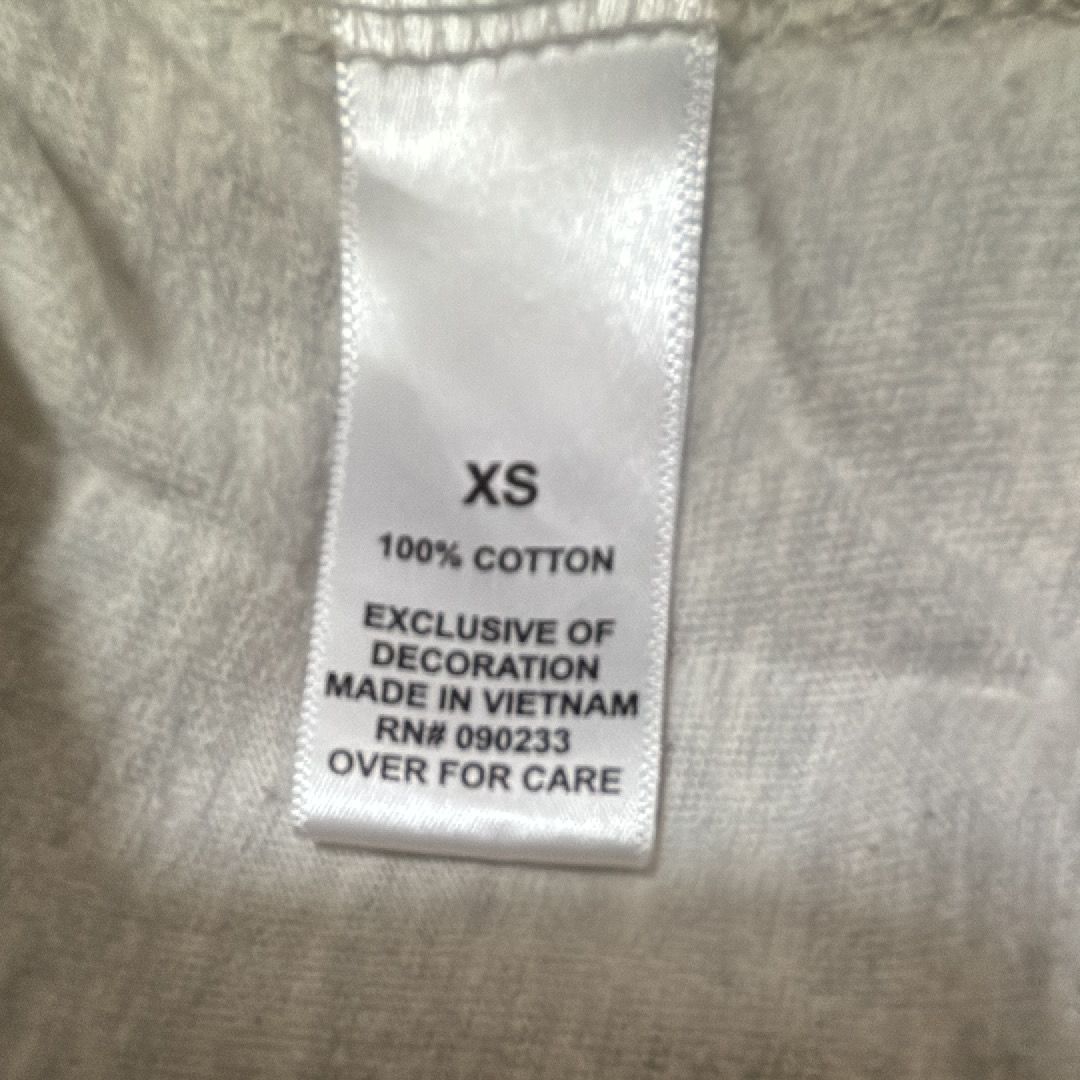 XS
100% COTTON
EXCLUSIVE OF
DECORATION
MADE IN VIETNAM
RN# 090233
OVER FOR CARE